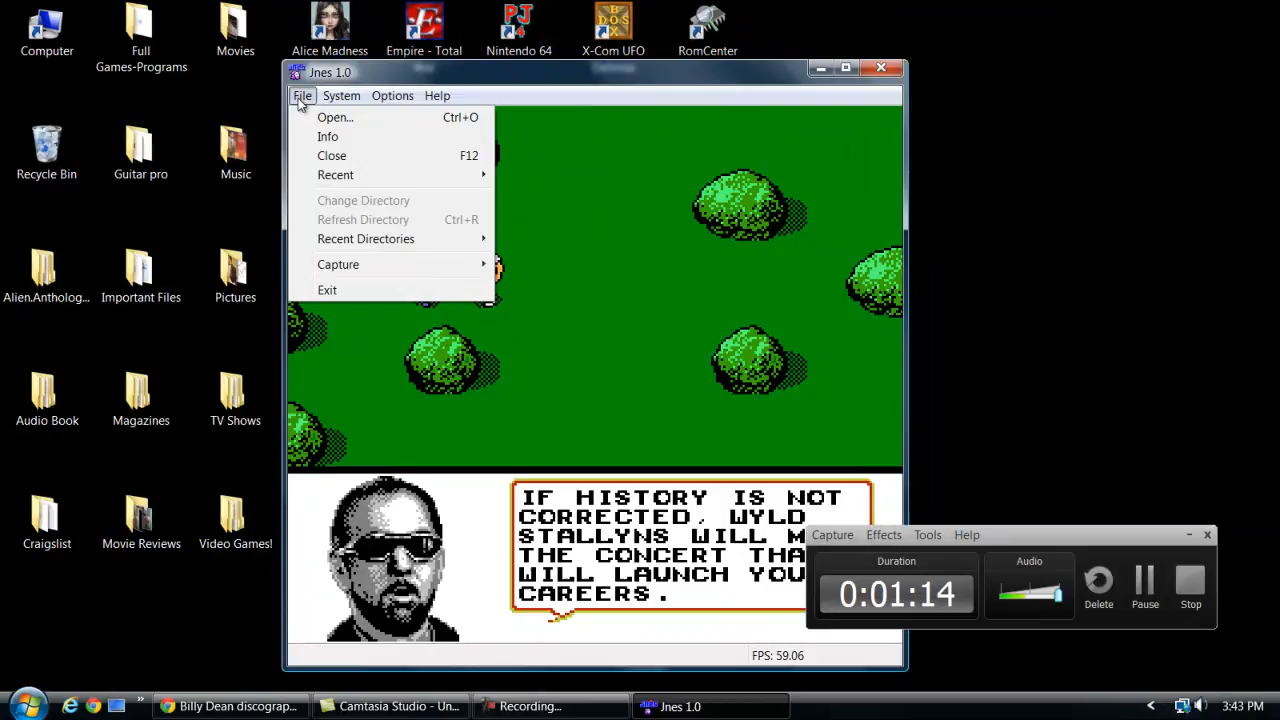 Computer
Full
Games-Programs
Movies
Alice Madness
Empire - Total
PJ
4
Nintendo 64
X-Com UFO
RomCenter
Jnes 1.0
File System Options Help
Open... Ctrl+O
Info
Close F12
Recent
Change Directory
Refresh Directory Ctrl+R
Recent Directories
Capture
Exit
Recycle Bin
Guitar pro
Music
Alien.Antholog...
Important Files
Pictures
Audio Book
Magazines
TV Shows
Craigslist
Movie Reviews
Video Games!
IF HISTORY IS NOT
CORRECTED, WYLD
STALLYNS WILL M
THE CONCERT THA
WILL LAUNCH YOU
CAREERS.
Capture Effects Tools Help
Duration
0:01:14
Audio
Delete
Pause
Stop
FPS: 59.06
Billy Dean discograp...
Camtasia Studio - Un...
Recording...
Jnes 1.0
3:43 PM